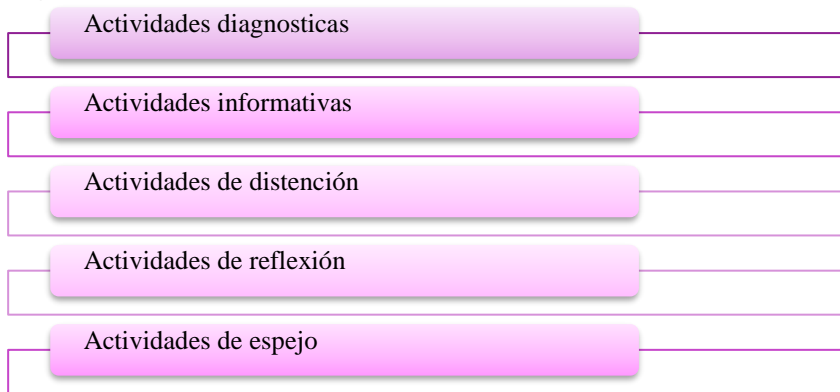 Actividades diagnosticas
Actividades informativas
Actividades de distención
Actividades de reflexión
Actividades de espejo